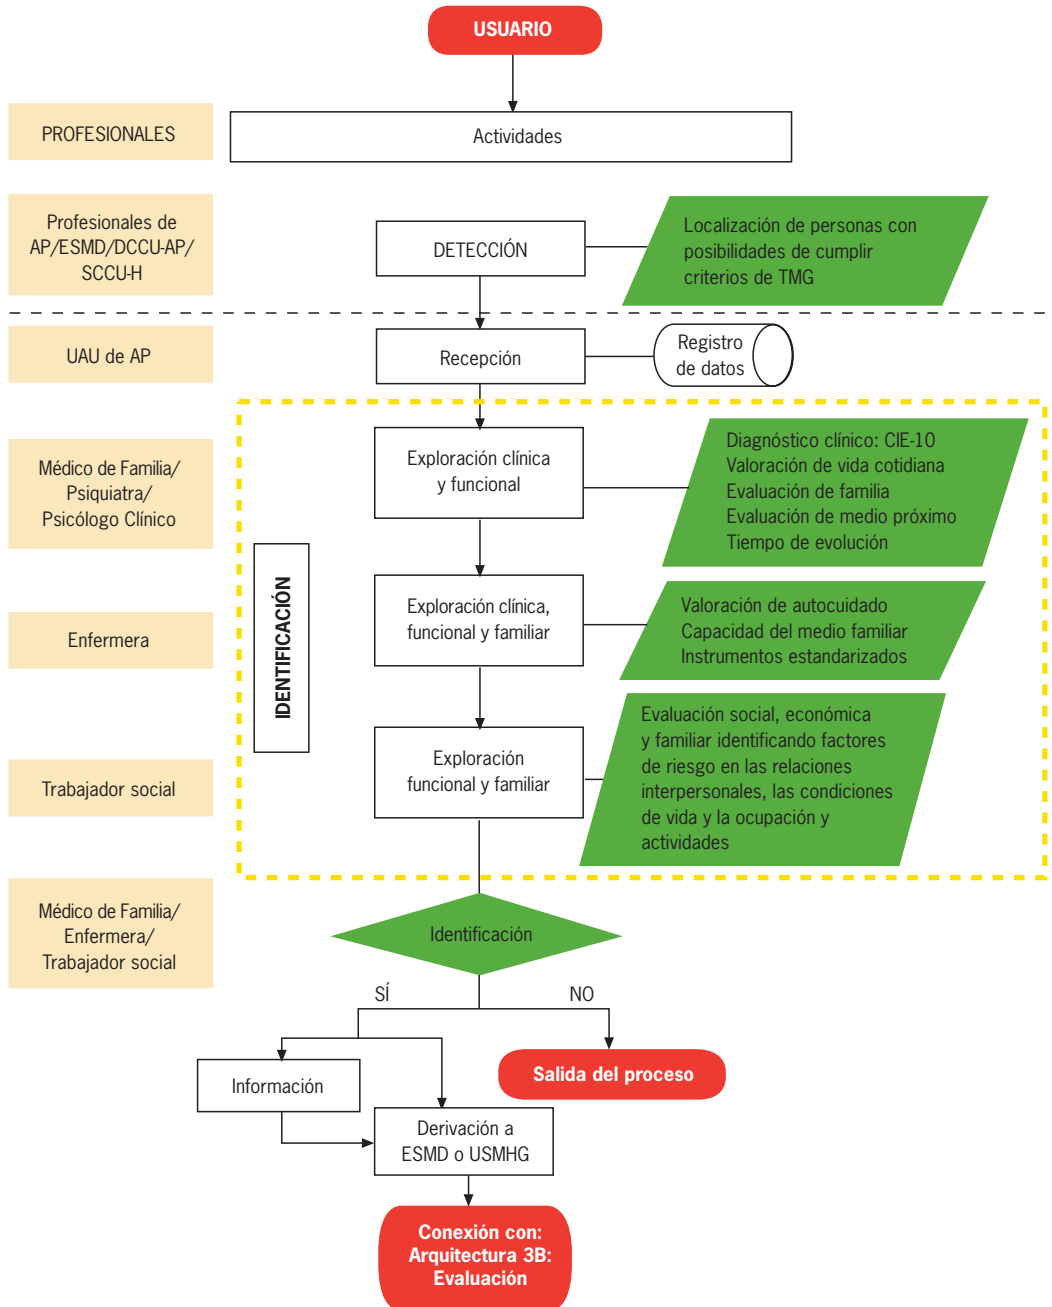 USUARIO
PROFESIONALES
Actividades
Profesionales de
AP/ESMD/DCCU-AP/
SCCU-H
DETECCIÓN
Localización de personas con
posibilidades de cumplir
criterios de TMG
UAU de AP
Recepción
Registro
de datos
IDENTIFICACIÓN
Médico de Familia/
Psiquiatra/
Psicólogo Clínico
Exploración clínica
y funcional
Diagnóstico clínico: CIE-10
Valoración de vida cotidiana
Evaluación de familia
Evaluación de medio próximo
Tiempo de evolución
Enfermera
Exploración clínica,
funcional y familiar
Valoración de autocuidado
Capacidad del medio familiar
Instrumentos estandarizados
Trabajador social
Exploración
funcional y familiar
Evaluación social, económica
y familiar identificando factores
de riesgo en las relaciones
interpersonales, las condiciones
de vida y la ocupación y
actividades
Médico de Familia/
Enfermera/
Trabajador social
Identificación
SÍ
NO
Información
Salida del proceso
Derivación a
ESMD o USMHG
Conexión con:
Arquitectura 3B:
Evaluación